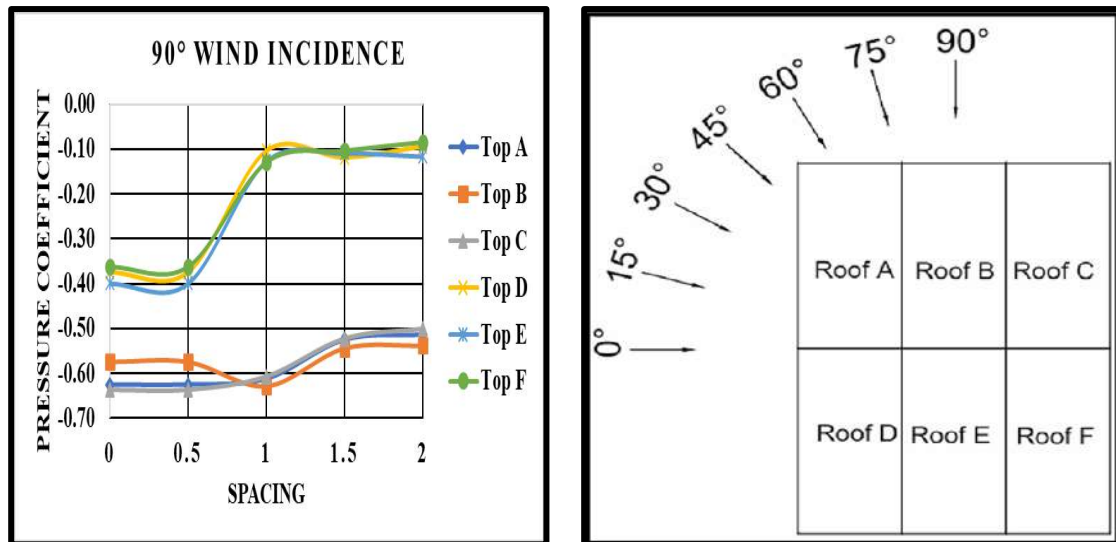 90° WIND INCIDENCE
PRESSURE COEFFICIENT
0.00
-0.10
-0.20
-0.30
-0.40
-0.50
-0.60
-0.70
0 0.5 1 1.5 2
SPACING
Top A
Top B
Top C
Top D
Top E
Top F
0°
15°
30°
45°
60°
75°
90°
Roof A Roof B Roof C
Roof D Roof E Roof F